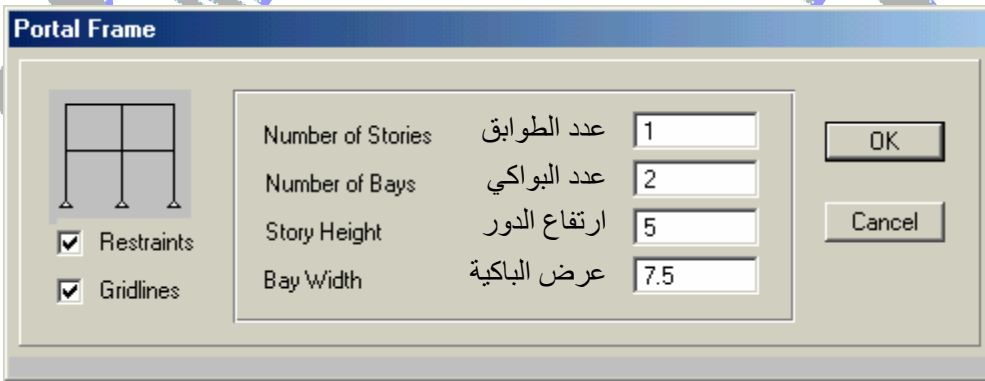 Portal Frame
Number of Stories عدد الطوابق 1
Number of Bays عدد البواكي 2
Story Height ارتفاع الدور 5
Bay Width عرض الباكية 7.5
Restraints
Gridlines
OK
Cancel